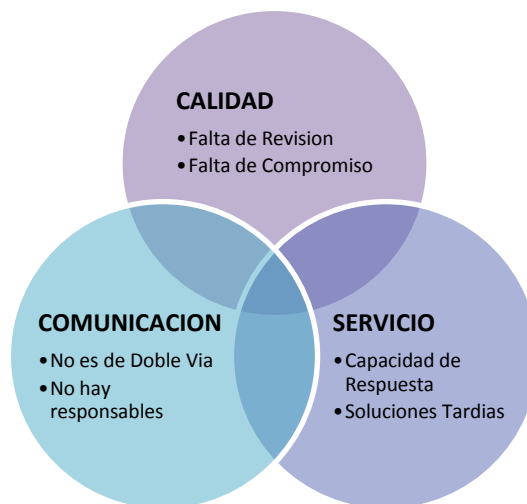 CALIDAD
•Falta de Revision
•Falta de Compromiso
COMUNICACION
•No es de Doble Via
•No hay
responsables
SERVICIO
•Capacidad de
Respuesta
•Soluciones Tardias